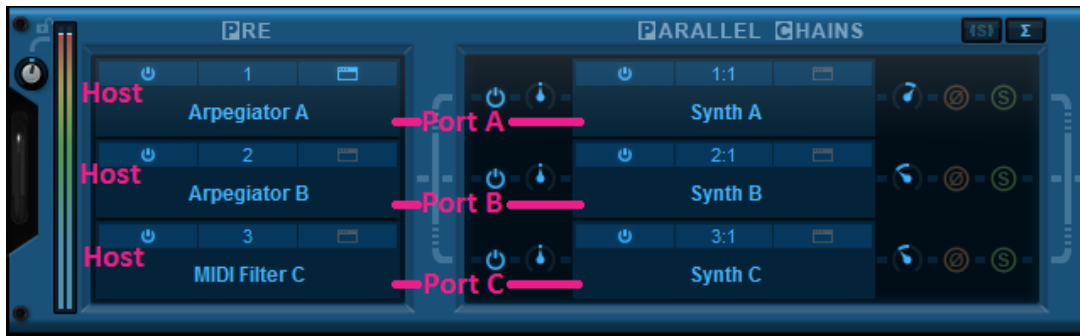 PRE
PARALLEL CHAINS
(S)
Σ
1
1:1
Host
Arpegiator A
Port A
Synth A
Ø
S
2
2:1
Host
Arpegiator B
Port B
Synth B
Ø
S
3
3:1
Host
MIDI Filter C
Port C
Synth C
Ø
S